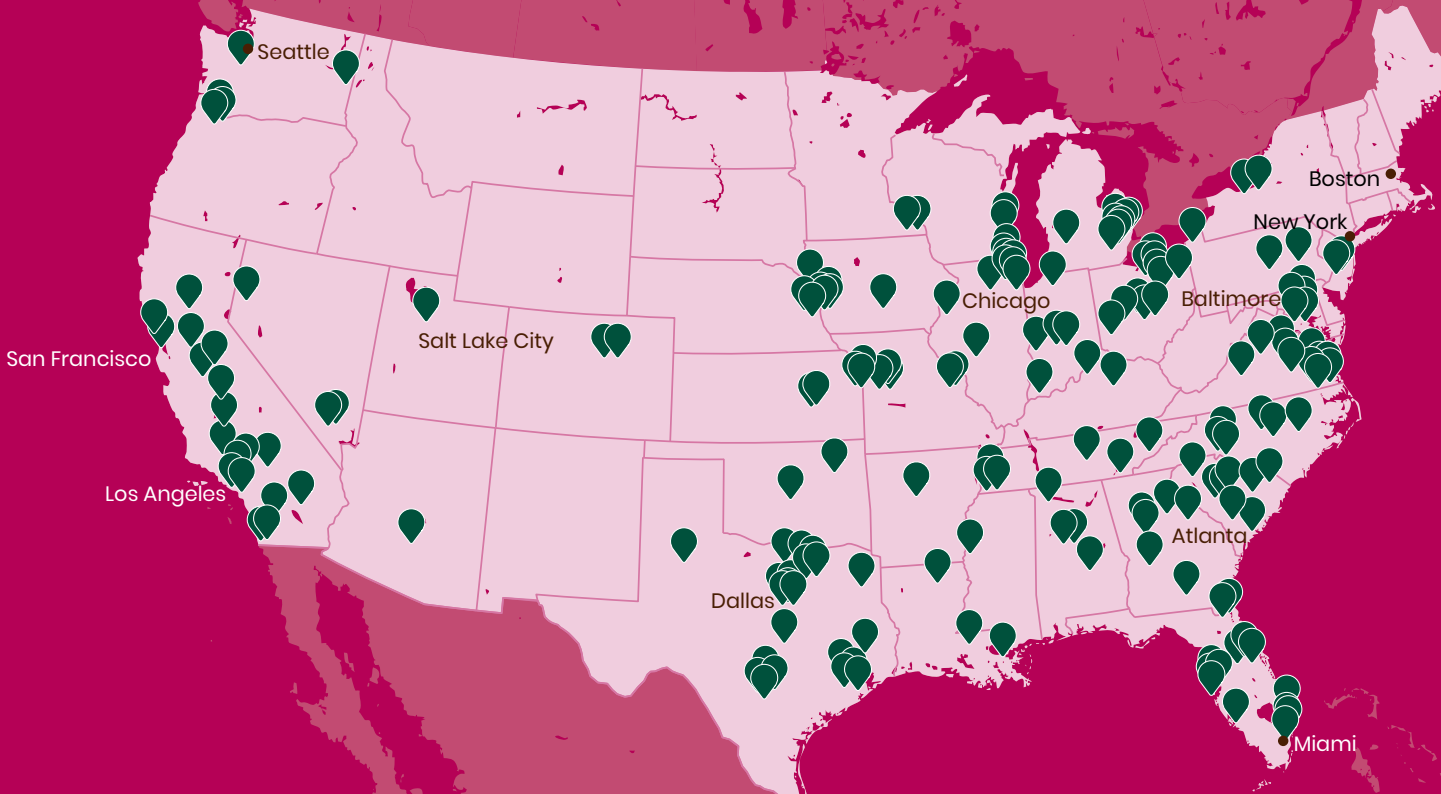 Seattle
Boston
New York
Chicago
Baltimore
Salt Lake City
San Francisco
Los Angeles
Atlanta
Dallas
Miami